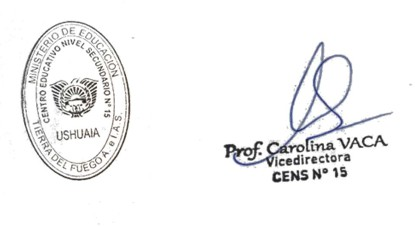 MINISTERIO DE EDUCACIÓN
CENTRO EDUCATIVO NIVEL SECUNDARIO Nº 15
USHUAIA
TIERRA DEL FUEGO A. e I.A.S.
Prof. Carolina VACA
Vicedirectora
CENS Nº 15